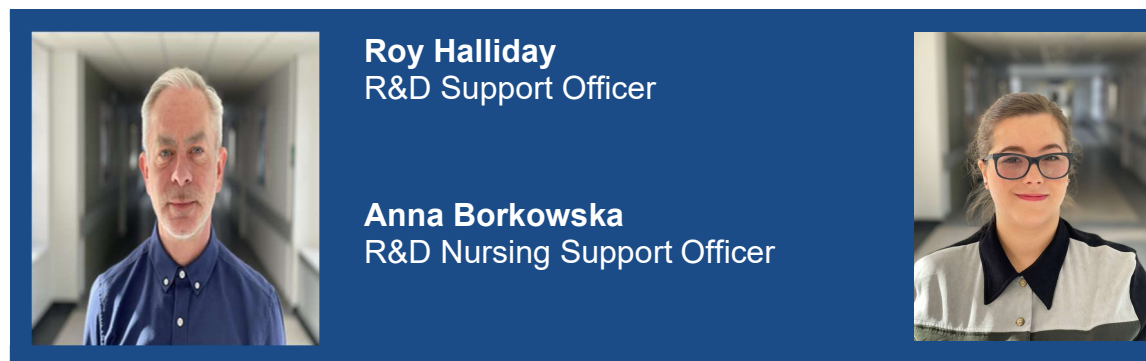 Roy Halliday
R&D Support Officer
Anna Borkowska
R&D Nursing Support Officer